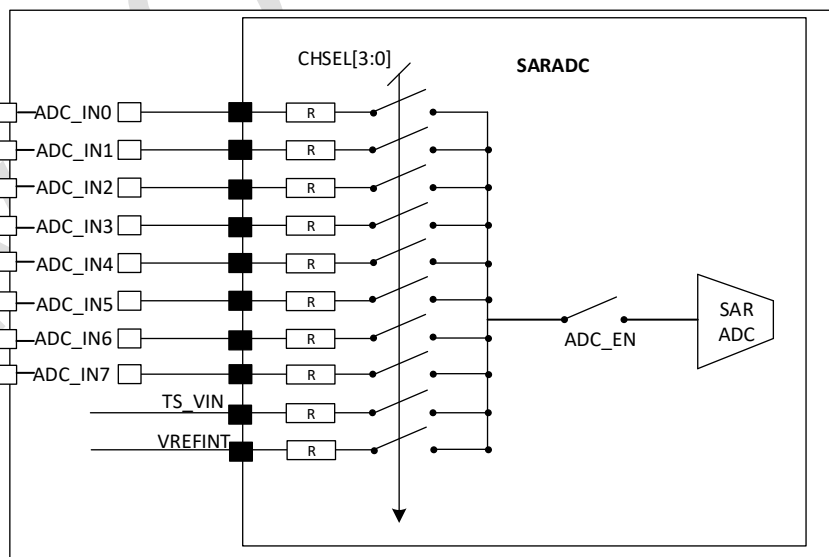 CHSEL[3:0]
SARADC
ADC_IN0
R
ADC_IN1
R
ADC_IN2
R
ADC_IN3
R
ADC_IN4
R
ADC_IN5
R
ADC_IN6
R
ADC_IN7
R
TS_VIN
R
VREFINT
R
ADC_EN
SAR
ADC